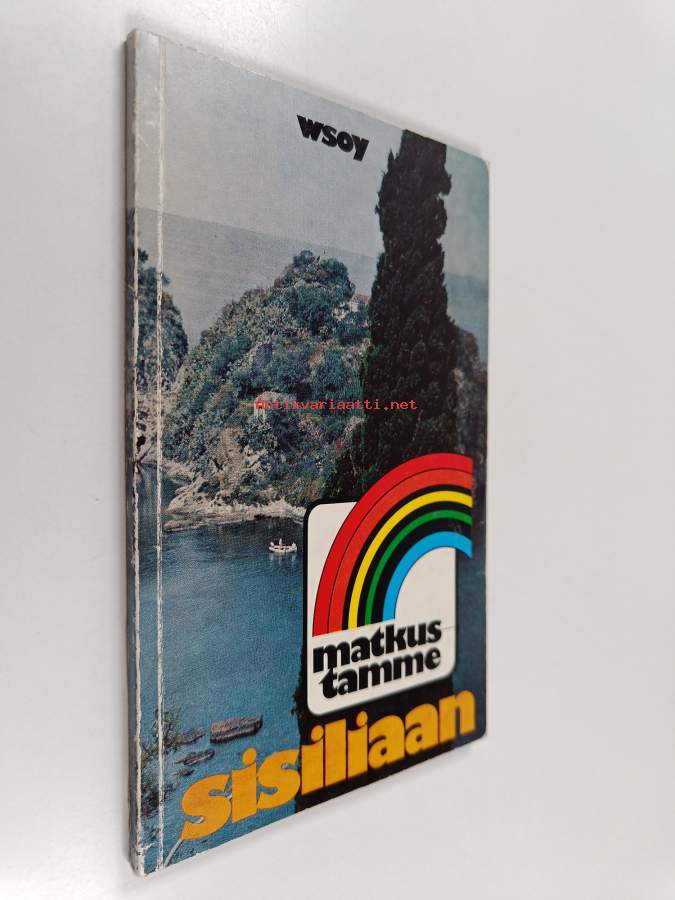 wsoy
antikvariaatti.net
matkus
tamme
sisiliaan